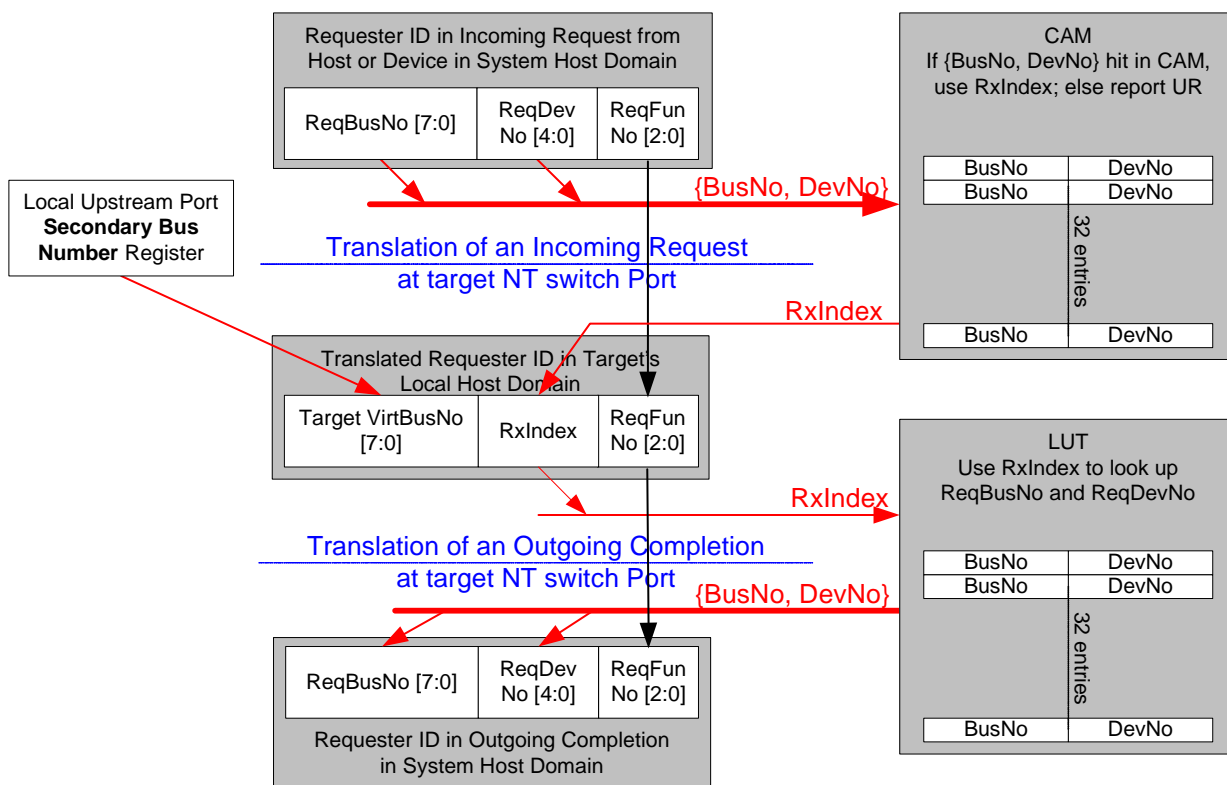 Requester ID in Incoming Request from
Host or Device in System Host Domain
ReqBusNo [7:0]
ReqDev
No [4:0]
ReqFun
No [2:0]
CAM
If {BusNo, DevNo} hit in CAM,
use RxIndex; else report UR
BusNo DevNo
BusNo DevNo
32 entries
BusNo DevNo
{BusNo, DevNo}
Local Upstream Port
Secondary Bus
Number Register
Translation of an Incoming Request
at target NT switch Port
RxIndex
Translated Requester ID in Target's
Local Host Domain
Target VirtBusNo
[7:0]
RxIndex
ReqFun
No [2:0]
LUT
Use RxIndex to look up
ReqBusNo and ReqDevNo
BusNo DevNo
BusNo DevNo
32 entries
BusNo DevNo
RxIndex
Translation of an Outgoing Completion
at target NT switch Port
{BusNo, DevNo}
ReqBusNo [7:0]
ReqDev
No [4:0]
ReqFun
No [2:0]
Requester ID in Outgoing Completion
in System Host Domain